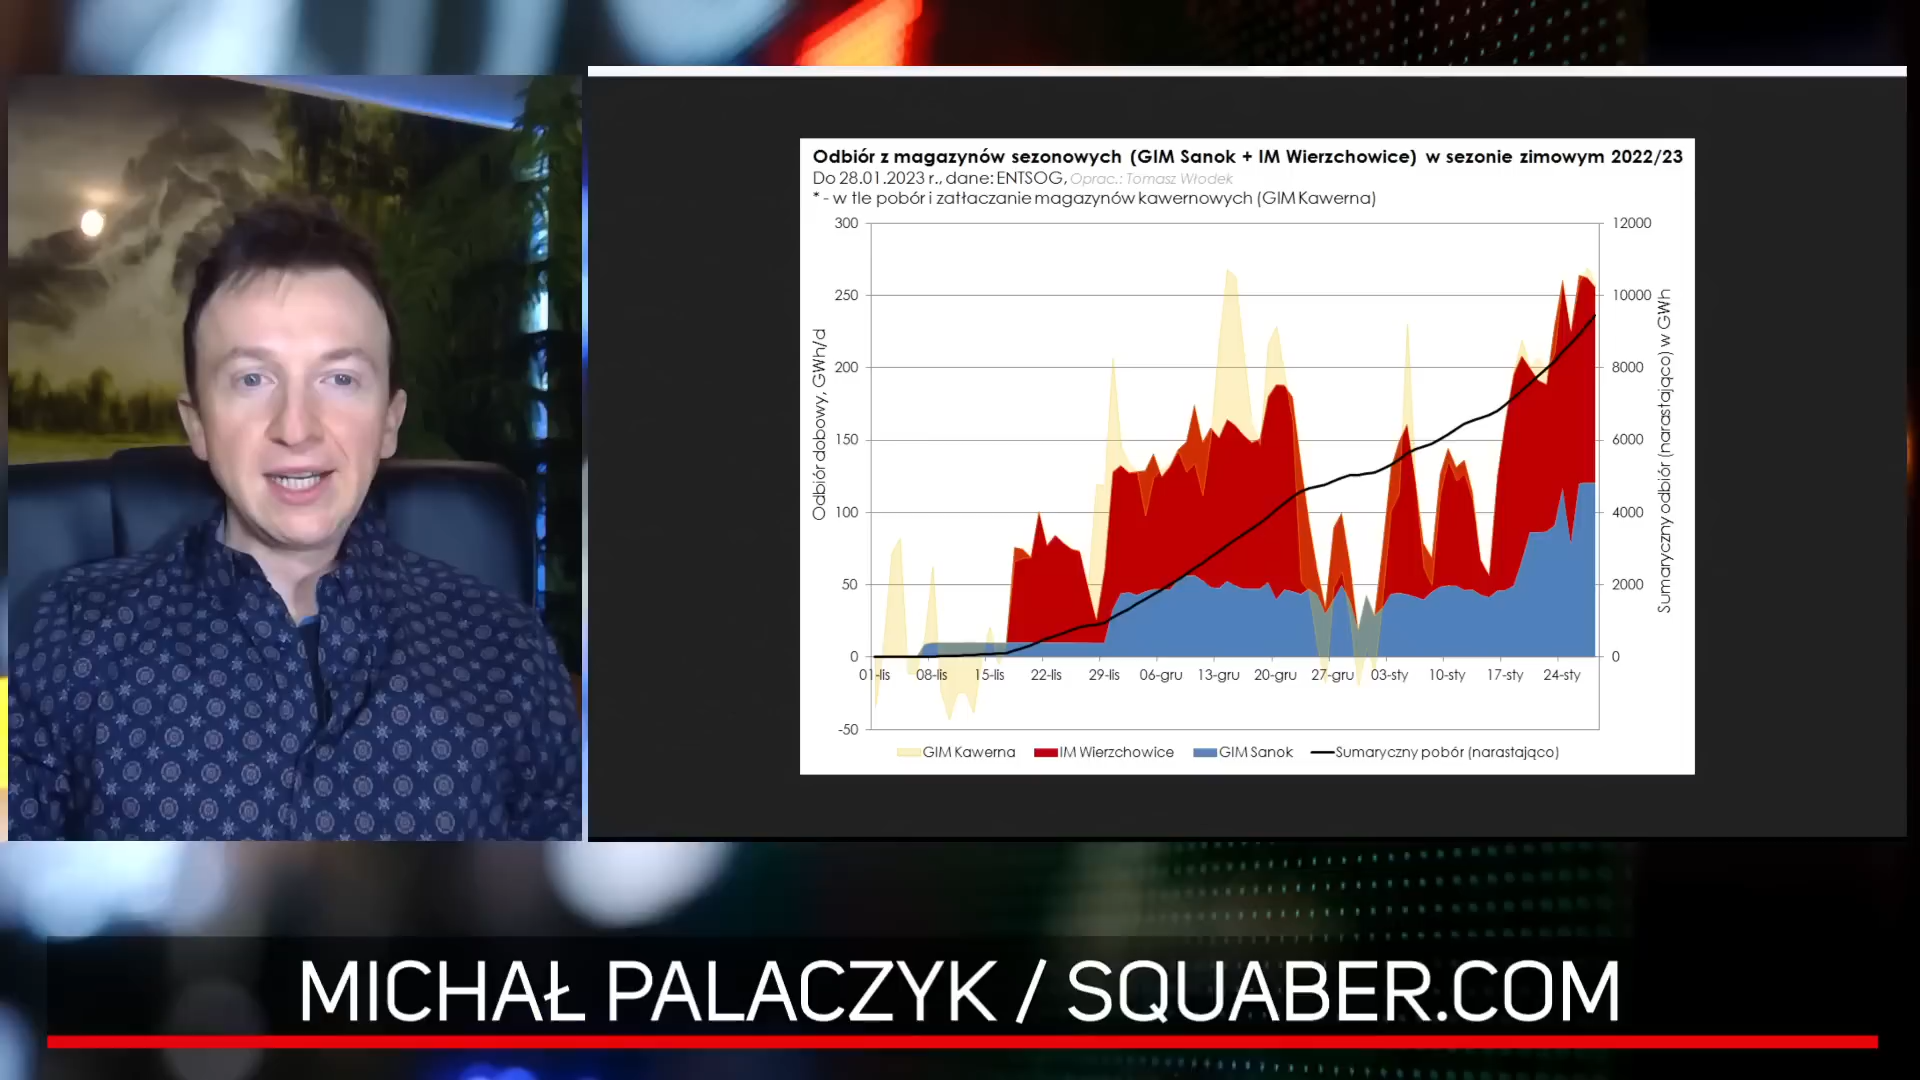 Odbiór z magazynów sezonowych (GIM Sanok + IM Wierzchowice) w sezonie zimowym 2022/23
Do 28.01.2023 r., dane: ENTSOG, Oprac.: Tomasz Włodek
* - w tle pobór i zatłaczanie magazynów kawernowych (GIM Kawerna)
Odbiór dobowy, GWh/d
300
250
200
150
100
50
0
-50
12000
10000
8000
6000
4000
2000
0
Sumaryczny odbiór (narastająco) w GWh
01-lis 08-lis 15-lis 22-lis 29-lis 06-gru 13-gru 20-gru 27-gru 03-sty 10-sty 17-sty 24-sty
GIM Kawerna IM Wierzchowice GIM Sanok Sumaryczny pobór (narastająco)
MICHAŁ PALACZYK / SQUABER.COM